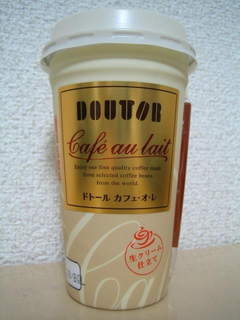 DOUTOR
Café au lait
Enjoy our fine quality coffee made
from selected coffee beans
from the world.
ドトール カフェ・オ・レ
生クリーム
仕立て
Ca